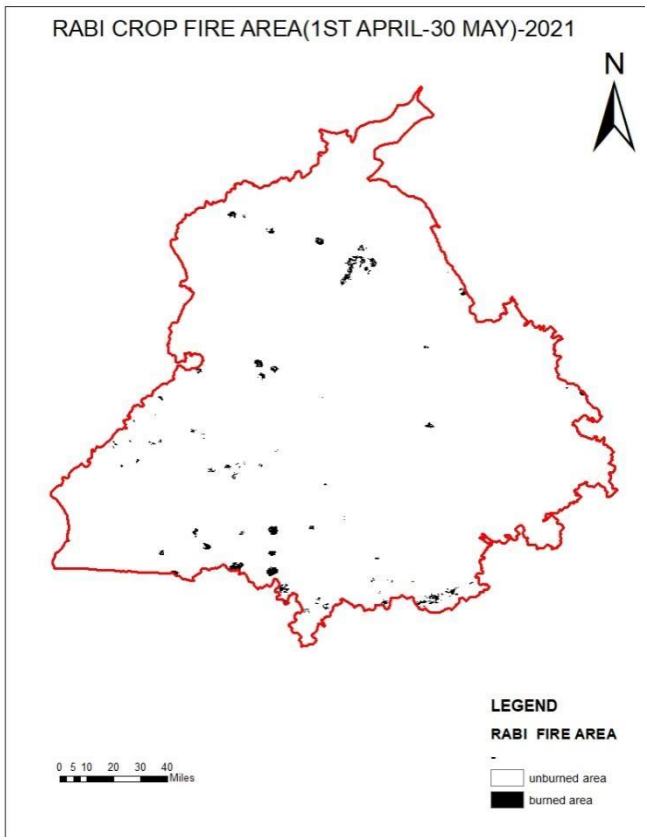 RABI CROP FIRE AREA(1ST APRIL-30 MAY)-2021
N
LEGEND
RABI FIRE AREA
-
unburned area
burned area
0 5 10 20 30 40
Miles